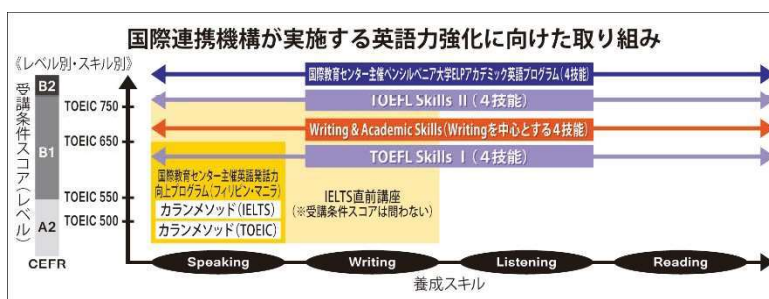 国際連携機構が実施する英語力強化に向けた取り組み
《レベル別・スキル別》
受講条件スコア(レベル)
B2
B1
A2
CEFR
TOEIC 750
TOEIC 650
TOEIC 550
TOEIC 500
国際教育センター主催ペンシルベニア大学ELPアカデミック英語プログラム(4技能)
TOEFL Skills II(4技能)
Writing & Academic Skills(Writingを中心とする4技能)
TOEFL Skills I(4技能)
国際教育センター主催英語発話力
向上プログラム(フィリピン・マニラ)
カランメソッド(IELTS)
カランメソッド(TOEIC)
IELTS直前講座
(※受講条件スコアは問わない)
Speaking
Writing
Listening
Reading
養成スキル